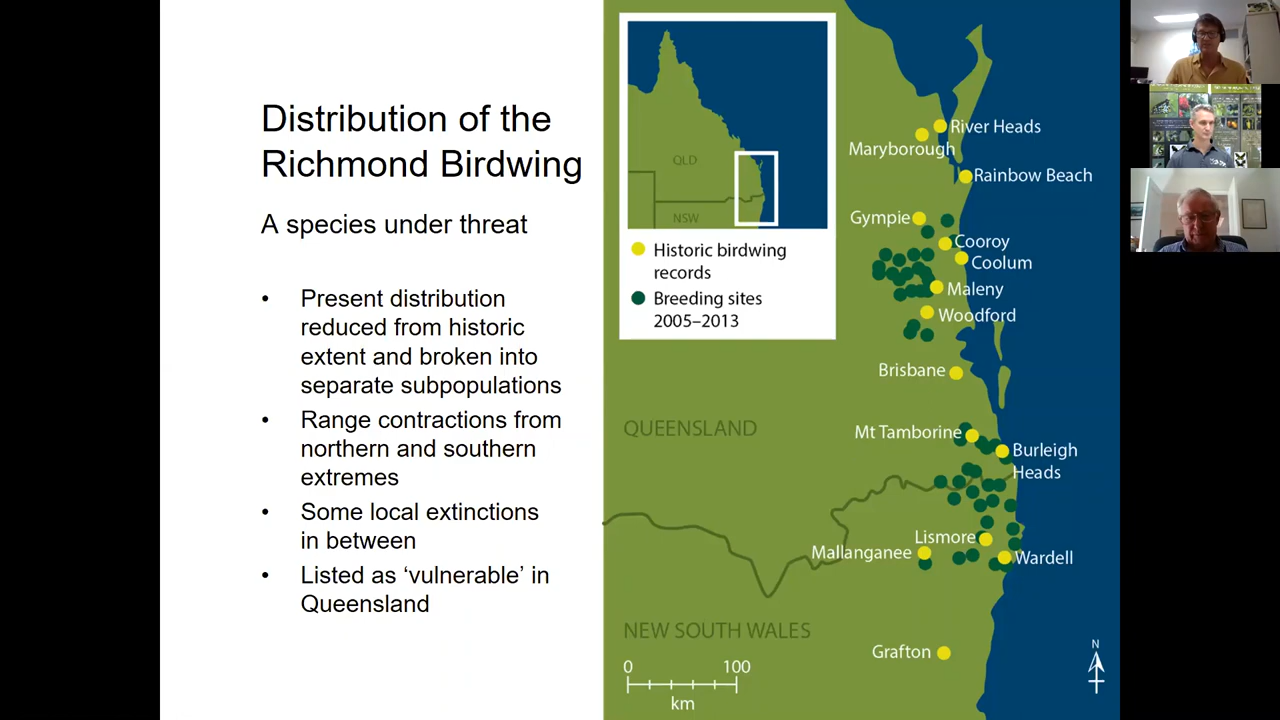 Distribution of the
Richmond Birdwing
A species under threat
• Present distribution
reduced from historic
extent and broken into
separate subpopulations
• Range contractions from
northern and southern
extremes
• Some local extinctions
in between
• Listed as ‘vulnerable’ in
Queensland
QLD
NSW
Historic birdwing
records
Breeding sites
2005–2013
River Heads
Maryborough
Rainbow Beach
Gympie
Cooroy
Coolum
Maleny
Woodford
Brisbane
QUEENSLAND
Mt Tamborine
Burleigh
Heads
Lismore
Mallanganee
Wardell
NEW SOUTH WALES
Grafton
0 100
km
N